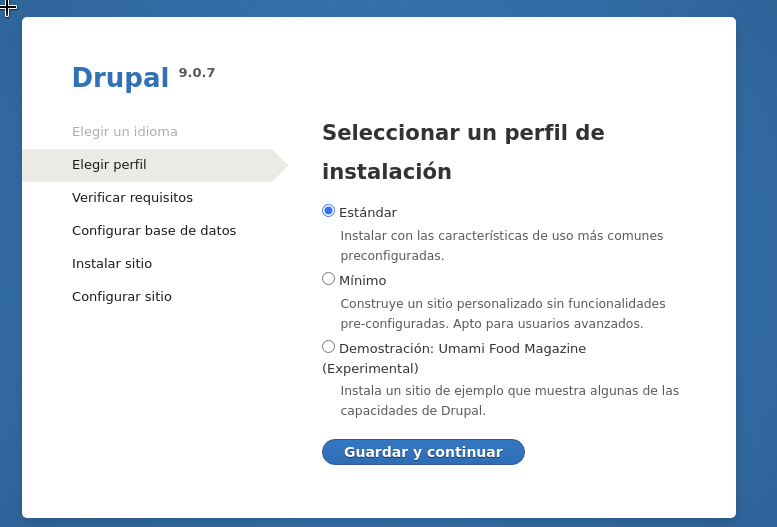 Drupal 9.0.7
Elegir un idioma
Elegir perfil
Verificar requisitos
Configurar base de datos
Instalar sitio
Configurar sitio
Seleccionar un perfil de
instalación
Estándar
Instalar con las características de uso más comunes
preconfiguradas.
Mínimo
Construye un sitio personalizado sin funcionalidades
pre-configuradas. Apto para usuarios avanzados.
Demostración: Umami Food Magazine
(Experimental)
Instala un sitio de ejemplo que muestra algunas de las
capacidades de Drupal.
Guardar y continuar